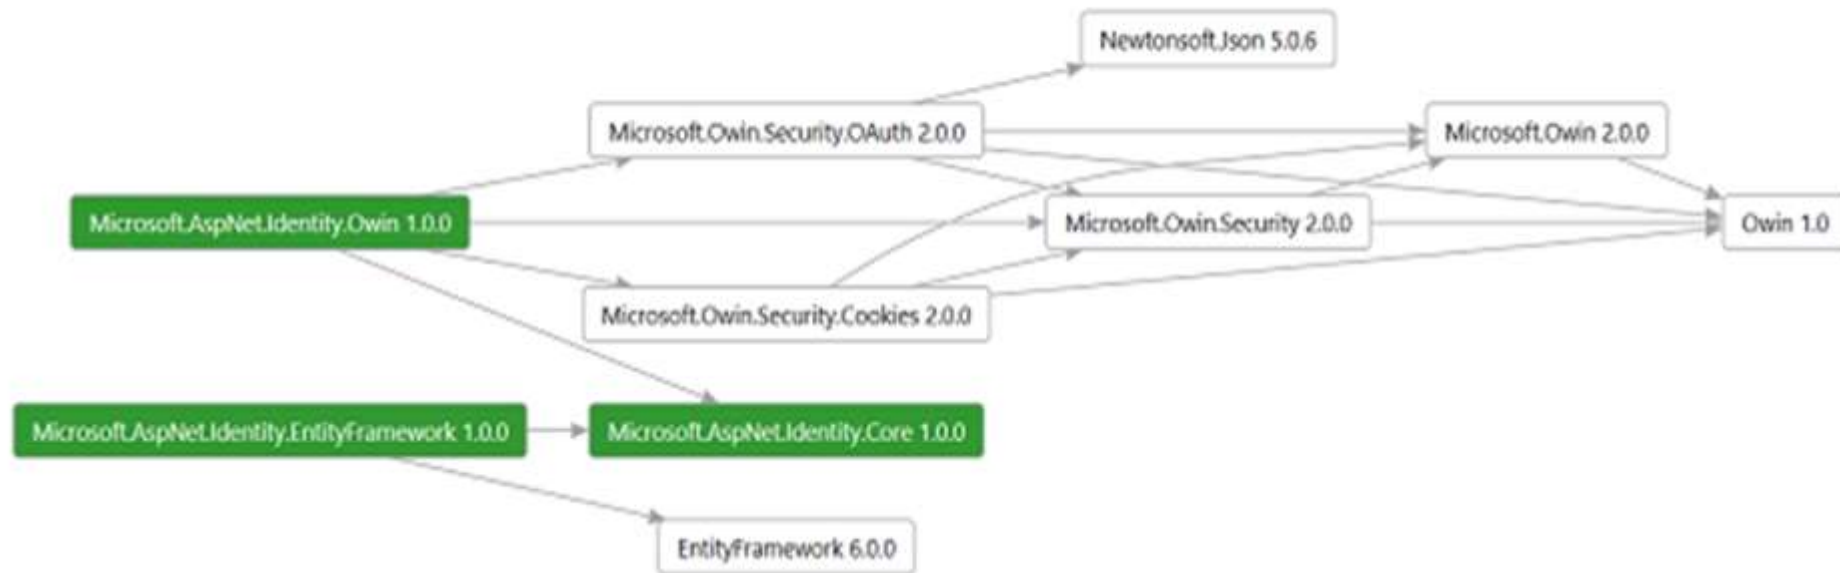 Newtonsoft.Json 5.0.6
Microsoft.Owin.Security.OAuth 2.0.0
Microsoft.Owin 2.0.0
Microsoft.AspNet.Identity.Owin 1.0.0
Microsoft.Owin.Security 2.0.0
Owin 1.0
Microsoft.Owin.Security.Cookies 2.0.0
Microsoft.AspNet.Identity.EntityFramework 1.0.0
Microsoft.AspNet.Identity.Core 1.0.0
EntityFramework 6.0.0